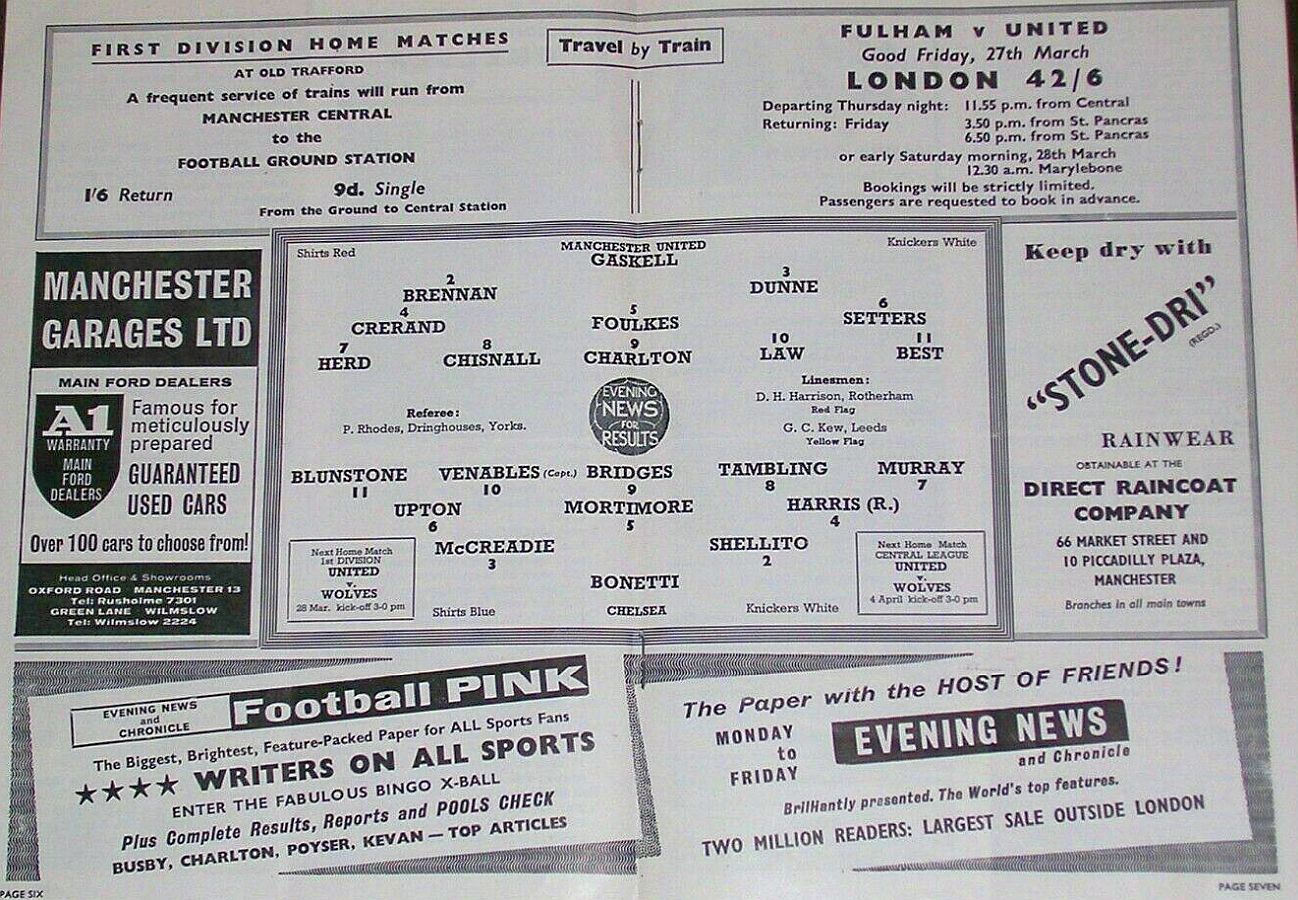 FIRST DIVISION HOME MATCHES
AT OLD TRAFFORD
A frequent service of trains will run from
MANCHESTER CENTRAL
to the
FOOTBALL GROUND STATION
1/6 Return
9d. Single
From the Ground to Central Station
Travel by Train
FULHAM v UNITED
Good Friday, 27th March
LONDON 42/6
Departing Thursday night: 11.55 p.m. from Central
Returning: Friday 3.50 p.m. from St. Pancras
6.50 p.m. from St. Pancras
or early Saturday morning, 28th March
12.30 a.m. Marylebone
Bookings will be strictly limited.
Passengers are requested to book in advance.
MANCHESTER
GARAGES LTD
MAIN FORD DEALERS
A1
WARRANTY
MAIN
FORD
DEALERS
Famous for
meticulously
prepared
GUARANTEED
USED CARS
Over 100 cars to choose from!
Head Office & Showrooms
OXFORD ROAD MANCHESTER 13
Tel: Rusholme 7301
GREEN LANE WILMSLOW
Tel: Wilmslow 2224
Shirts Red
MANCHESTER UNITED
Knickers White
GASKELL
2 3
BRENNAN DUNNE
4 5 6
CRERAND FOULKES SETTERS
7 8 9 10 11
HERD CHISNALL CHARLTON LAW BEST
Referee:
P. Rhodes, Dringhouses, Yorks.
EVENING
NEWS
FOR
RESULTS
Linesmen:
D. H. Harrison, Rotherham
Red Flag
G. C. Kew, Leeds
Yellow Flag
BLUNSTONE VENABLES (Capt.) BRIDGES TAMBLING MURRAY
11 10 9 8 7
UPTON MORTIMORE HARRIS (R.)
6 5 4
McCREADIE SHELLITO
3 2
BONETTI
Shirts Blue
CHELSEA
Knickers White
Next Home Match
1st DIVISION
UNITED
v.
WOLVES
28 Mar. kick-off 3-0 pm
Next Home Match
CENTRAL LEAGUE
UNITED
v.
WOLVES
4 April kick-off 3-0 pm
Keep dry with
"STONE-DRI"
(REGD.)
RAINWEAR
OBTAINABLE AT THE
DIRECT RAINCOAT
COMPANY
66 MARKET STREET AND
10 PICCADILLY PLAZA,
MANCHESTER
Branches in all main towns
EVENING NEWS
and
CHRONICLE
Football PINK
The Biggest, Brightest, Feature-Packed Paper for ALL Sports Fans
★★★★ WRITERS ON ALL SPORTS
ENTER THE FABULOUS BINGO X-BALL
Plus Complete Results, Reports and POOLS CHECK
BUSBY, CHARLTON, POYSER, KEVAN — TOP ARTICLES
The Paper with the HOST OF FRIENDS!
MONDAY
to
FRIDAY
EVENING NEWS
and Chronicle
Brilliantly presented. The World's top features.
TWO MILLION READERS: LARGEST SALE OUTSIDE LONDON
PAGE SIX
PAGE SEVEN